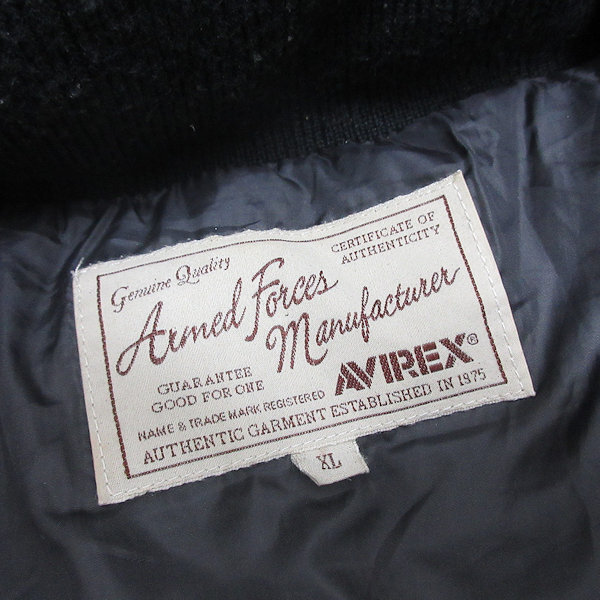 Genuine Quality
CERTIFICATE OF
AUTHENTICITY
Armed Forces
Manufacturer
GUARANTEE
GOOD FOR ONE
AVIREX®
NAME & TRADE MARK REGISTERED
AUTHENTIC GARMENT ESTABLISHED IN 1975
XL